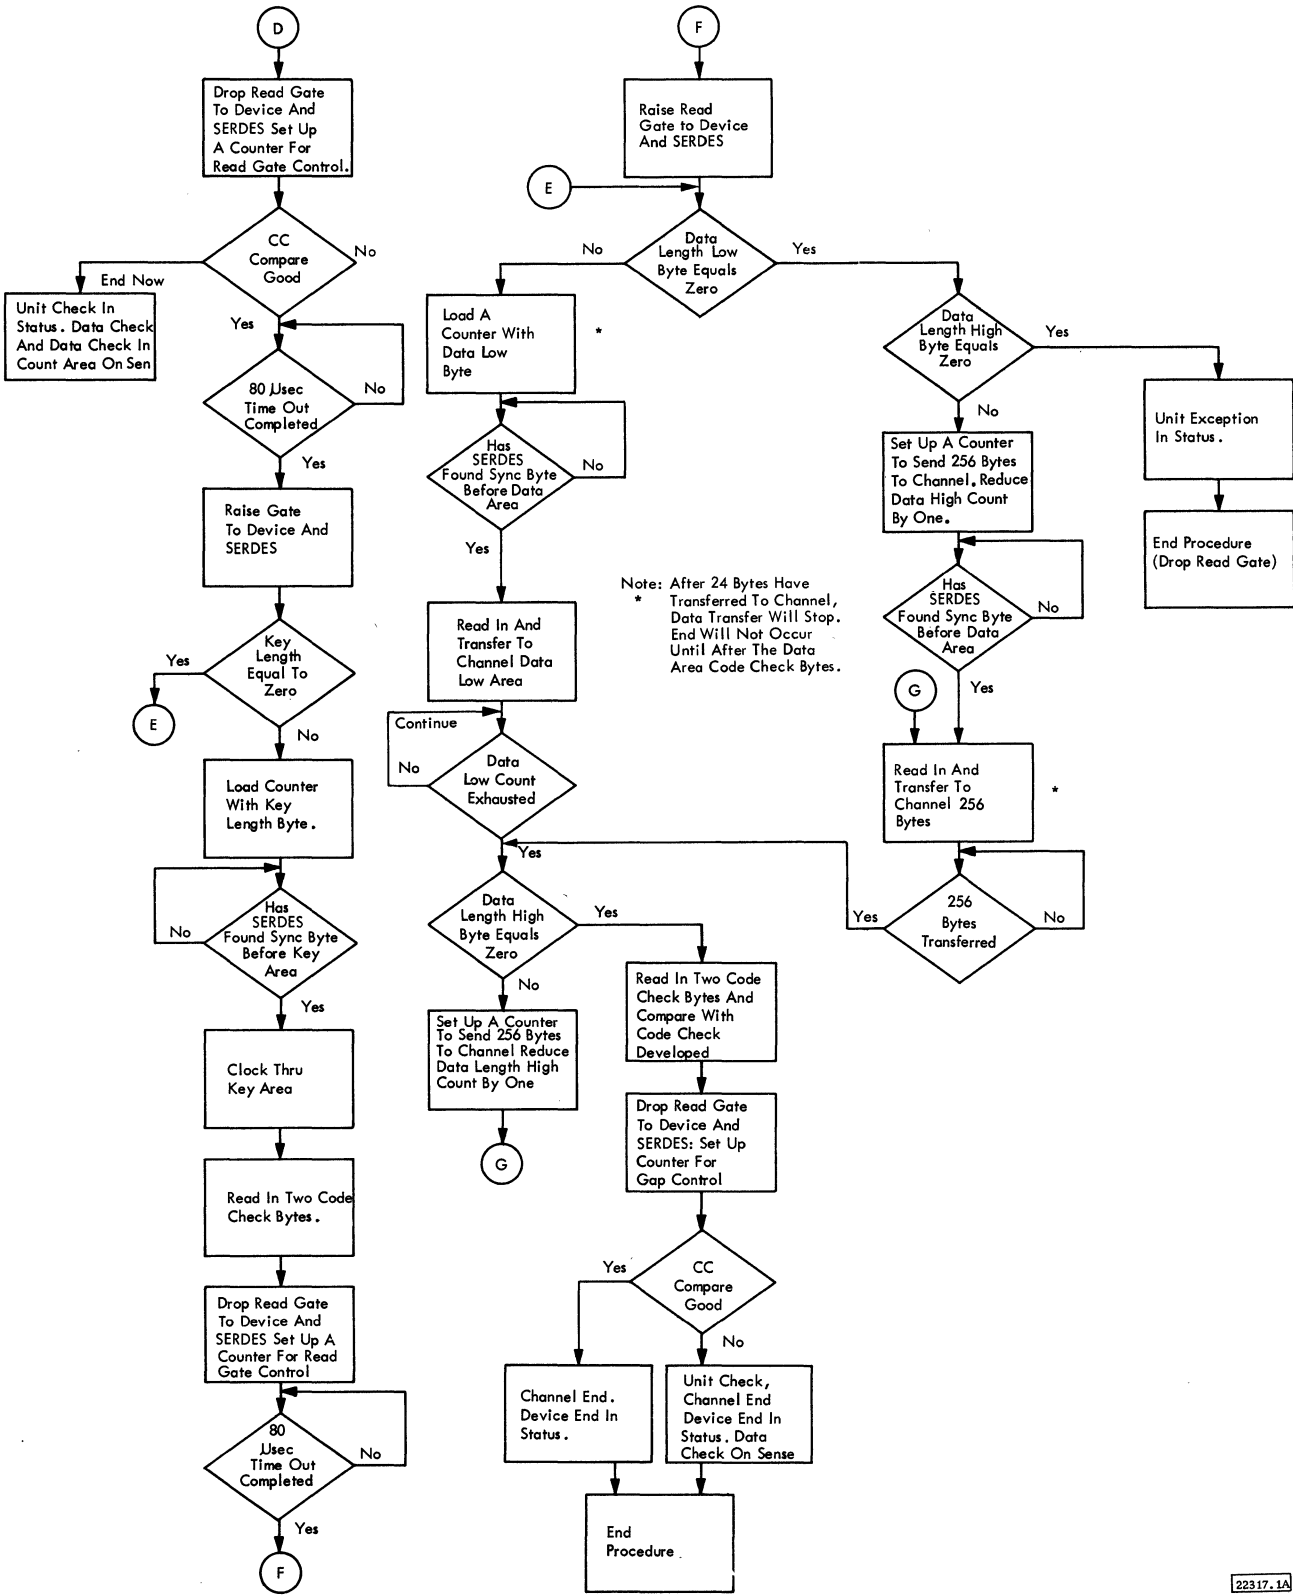 D
Drop Read Gate
To Device And
SERDES Set Up
A Counter For
Read Gate Control.
CC
Compare
Good
No
End Now
Unit Check In
Status. Data Check
And Data Check In
Count Area On Sen
Yes
80 µsec
Time Out
Completed
No
Yes
Raise Gate
To Device And
SERDES
Key
Length
Equal To
Zero
Yes
E
No
Load Counter
With Key
Length Byte.
Has
SERDES
Found Sync Byte
Before Key
Area
No
Yes
Clock Thru
Key Area
Read In Two Code
Check Bytes.
Drop Read Gate
To Device And
SERDES Set Up A
Counter For Read
Gate Control
80
µsec
Time Out
Completed
No
Yes
F
F
Raise Read
Gate to Device
And SERDES
E
Data
Length Low
Byte Equals
Zero
No
Yes
Load A
Counter With
Data Low
Byte
*
Has
SERDES
Found Sync Byte
Before Data
Area
No
Yes
Read In And
Transfer To
Channel Data
Low Area
Continue
Data
Low Count
Exhausted
No
Yes
Data
Length High
Byte Equals
Zero
Yes
No
Set Up A Counter
To Send 256 Bytes
To Channel Reduce
Data Length High
Count By One
G
Read In Two Code
Check Bytes And
Compare With
Code Check
Developed
Drop Read Gate
To Device And
SERDES: Set Up
Counter For
Gap Control
CC
Compare
Good
Yes
No
Channel End.
Device End In
Status.
Unit Check,
Channel End
Device End In
Status. Data
Check On Sense
End
Procedure
Note: After 24 Bytes Have
* Transferred To Channel,
Data Transfer Will Stop.
End Will Not Occur
Until After The Data
Area Code Check Bytes.
Data
Length High
Byte Equals
Zero
Yes
No
Unit Exception
In Status.
End Procedure
(Drop Read Gate)
Set Up A Counter
To Send 256 Bytes
To Channel. Reduce
Data High Count
By One.
Has
SERDES
Found Sync Byte
Before Data
Area
No
Yes
G
Read In And
Transfer To
Channel 256
Bytes
*
256
Bytes
Transferred
Yes
No
22317.1A